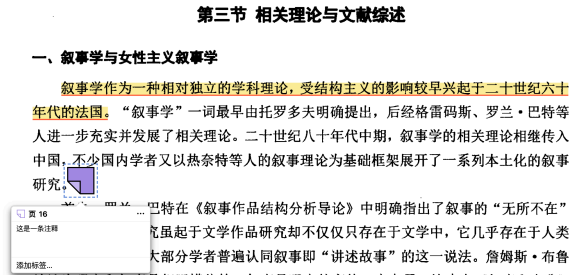 第三节 相关理论与文献综述
一、叙事学与女性主义叙事学
叙事学作为一种相对独立的学科理论，受结构主义的影响较早兴起于二十世纪六十
年代的法国。“叙事学”一词最早由托罗多夫明确提出，后经格雷码斯、罗兰·巴特等
人进一步充实并发展了相关理论。二十世纪八十年代中期，叙事学的相关理论相继传入
中国，不少国内学者又以热奈特等人的叙事理论为基础框架展开了一系列本土化的叙事
研究。
巴特在《叙事作品结构分析导论》中明确指出了叙事的“无所不在”
究虽起于文学作品研究却不仅仅只存在于文学中，它几乎存在于人类
大部分学者普遍认同叙事即“讲述故事”的这一说法。詹姆斯·布鲁
页 16
...
这是一条注释
添加标签...